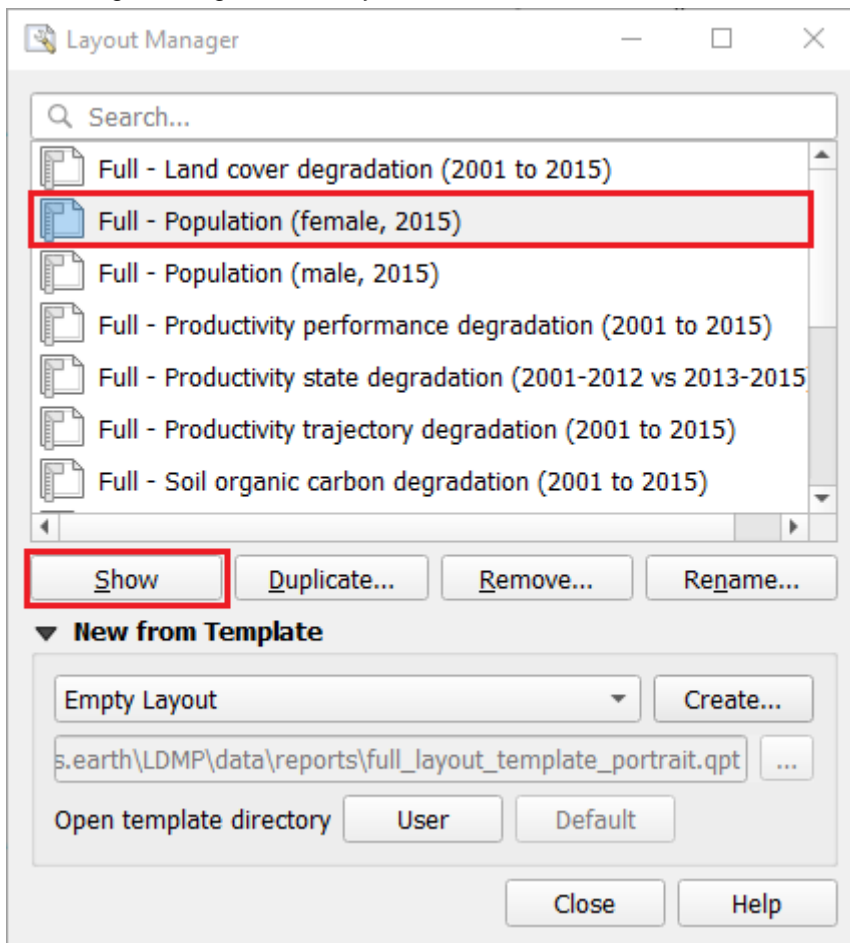 Layout Manager
Search...
Full - Land cover degradation (2001 to 2015)
Full - Population (female, 2015)
Full - Population (male, 2015)
Full - Productivity performance degradation (2001 to 2015)
Full - Productivity state degradation (2001-2012 vs 2013-2015
Full - Productivity trajectory degradation (2001 to 2015)
Full - Soil organic carbon degradation (2001 to 2015)
Show Duplicate... Remove... Rename...
New from Template
Empty Layout Create...
s.earth\LDMP\data\reports\full_layout_template_portrait.qpt ...
Open template directory User Default
Close Help